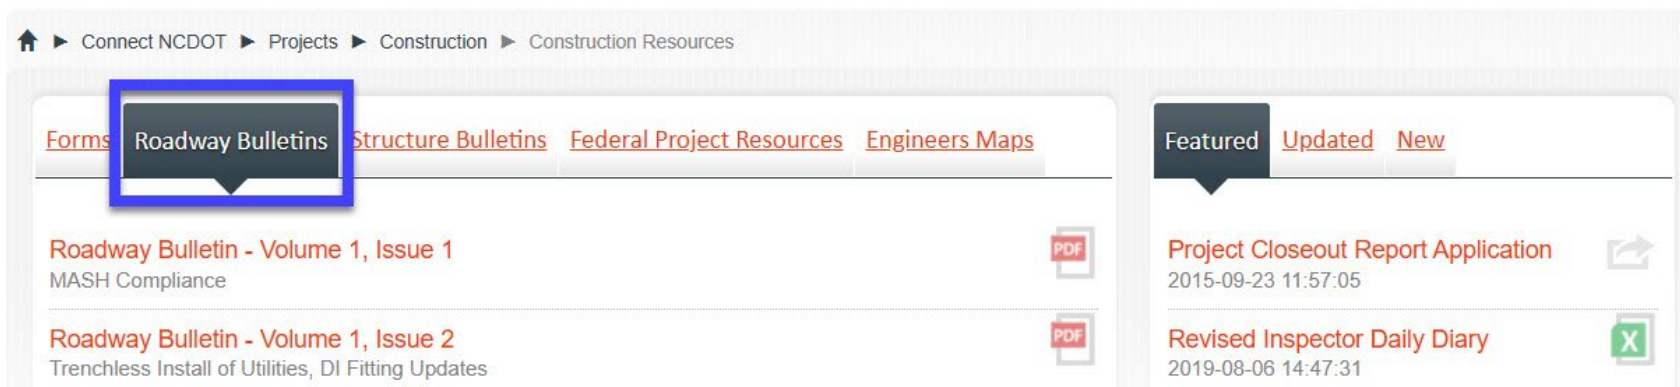 Connect NCDOT ► Projects ► Construction ► Construction Resources
Forms Roadway Bulletins Structure Bulletins Federal Project Resources Engineers Maps
Roadway Bulletin - Volume 1, Issue 1
PDF
MASH Compliance
Roadway Bulletin - Volume 1, Issue 2
PDF
Trenchless Install of Utilities, DI Fitting Updates
Featured Updated New
Project Closeout Report Application
2015-09-23 11:57:05
Revised Inspector Daily Diary
X
2019-08-06 14:47:31